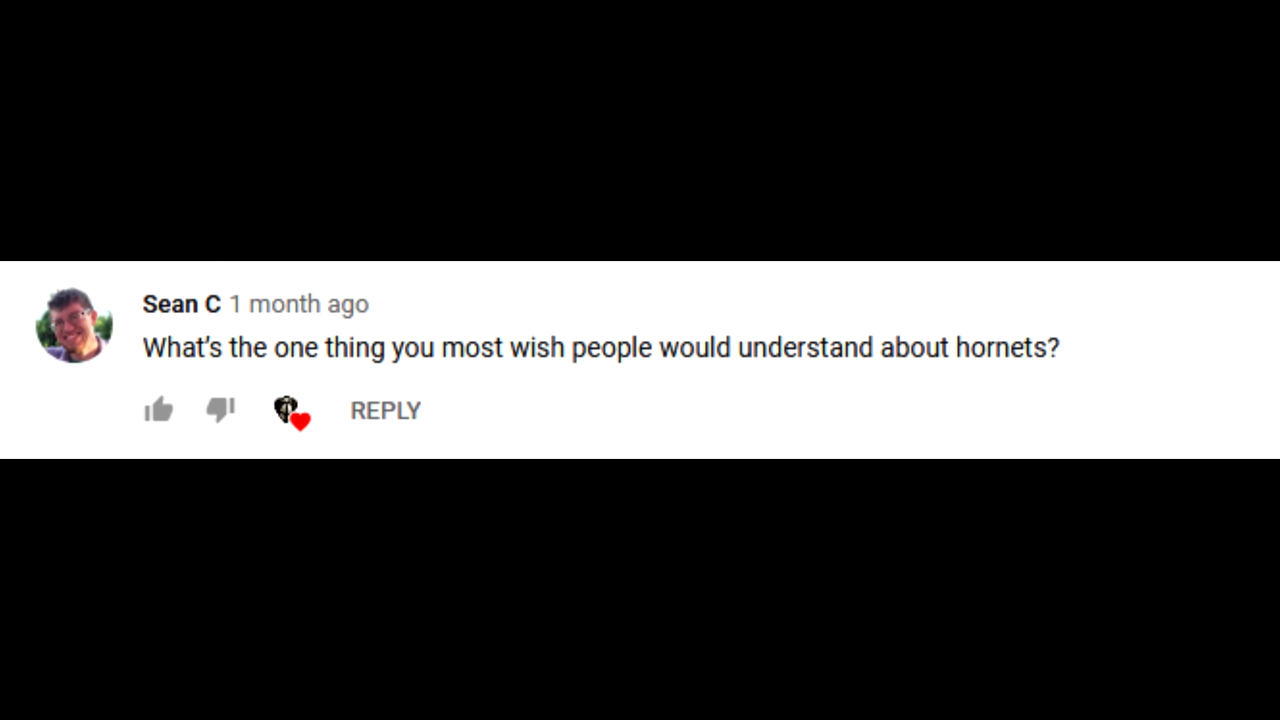 Sean C 1 month ago
What's the one thing you most wish people would understand about hornets?
REPLY